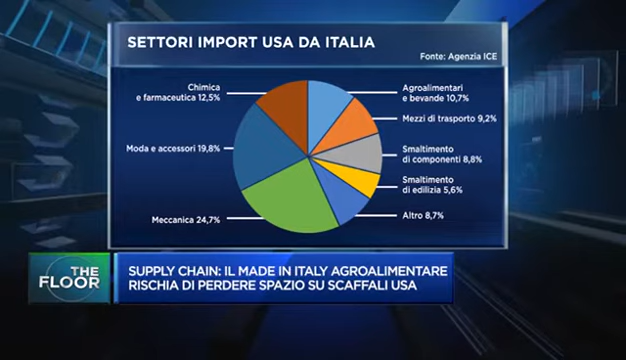 SETTORI IMPORT USA DA ITALIA
Fonte: Agenzia ICE
Chimica
e farmaceutica 12,5%
Agroalimentari
e bevande 10,7%
Mezzi di trasporto 9,2%
Moda e accessori 19,8%
Smaltimento
di componenti 8,8%
Smaltimento
di edilizia 5,6%
Meccanica 24,7%
Altro 8,7%
THE
FLOOR
SUPPLY CHAIN: IL MADE IN ITALY AGROALIMENTARE
RISCHIA DI PERDERE SPAZIO SU SCAFFALI USA